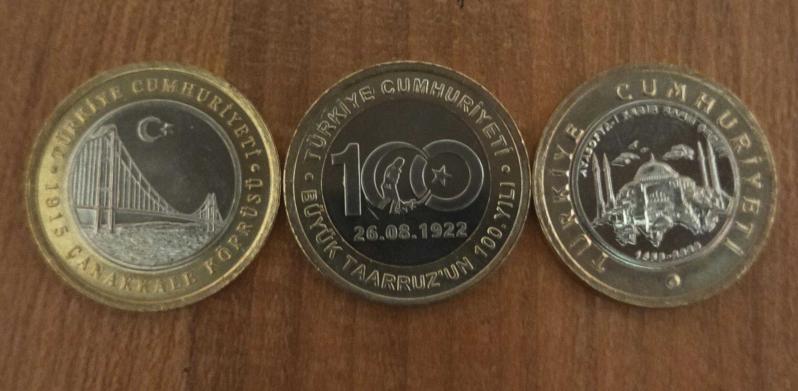 · TÜRKİYE CUMHURİYETİ ·
1915 ÇANAKKALE KÖPRÜSÜ
· TÜRKİYE CUMHURİYETİ ·
100
26.08.1922
(BÜYÜK TAARRUZ'UN 100. YILI)
TÜRKİYE CUMHURİYETİ